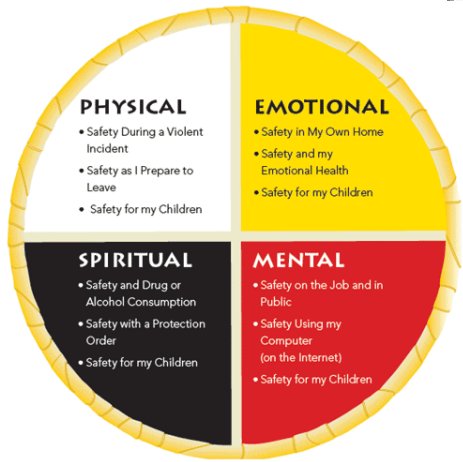 PHYSICAL
• Safety During a Violent
Incident
• Safety as I Prepare to
Leave
• Safety for my Children
EMOTIONAL
• Safety in My Own Home
• Safety and my
Emotional Health
• Safety for my Children
SPIRITUAL
• Safety and Drug or
Alcohol Consumption
• Safety with a Protection
Order
• Safety for my Children
MENTAL
• Safety on the Job and in
Public
• Safety Using my
Computer
(on the Internet)
• Safety for my Children